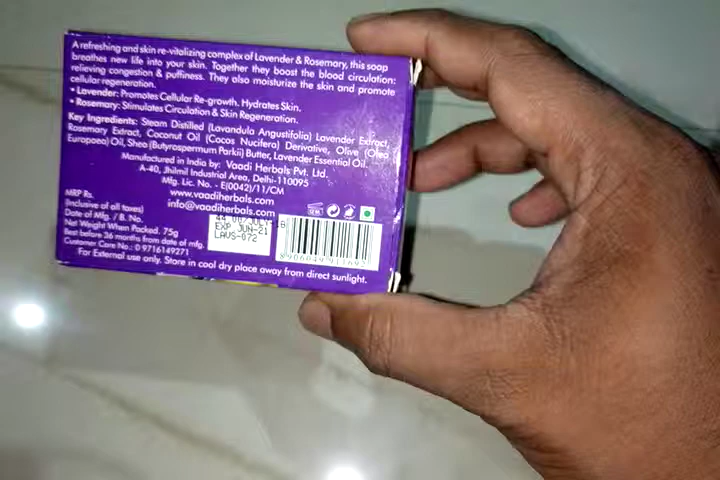 A refreshing and skin re-vitalizing complex of Lavender & Rosemary, this soap
breathes new life into your skin. Together they boost the blood circulation:
relieving congestion & puffiness. They also moisturize the skin and promote
cellular regeneration.
• Lavender: Promotes Cellular Re-growth. Hydrates Skin.
• Rosemary: Stimulates Circulation & Skin Regeneration.
Key Ingredients: Steam Distilled (Lavandula Angustifolia) Lavender Extract,
Rosemary Extract, Coconut Oil (Cocos Nucifera) Derivative, Olive (Olea
Europaea) Oil, Shea (Butyrospermum Parkii) Butter, Lavender Essential Oil.
Manufactured in India by: Vaadi Herbals Pvt. Ltd.
A-40, Jhilmil Industrial Area, Delhi-110095
Mfg. Lic. No. - E(0042)/11/CM
www.vaadiherbals.com
info@vaadiherbals.com
MRP Rs.
(Inclusive of all taxes)
Date of Mfg. / B. No.
EXP JUN-21
LAVS-072
Net Weight When Packed. 75g
Best before 36 months from date of mfg.
Customer Care No.: 0 9716149271
For External use only. Store in cool dry place away from direct sunlight.